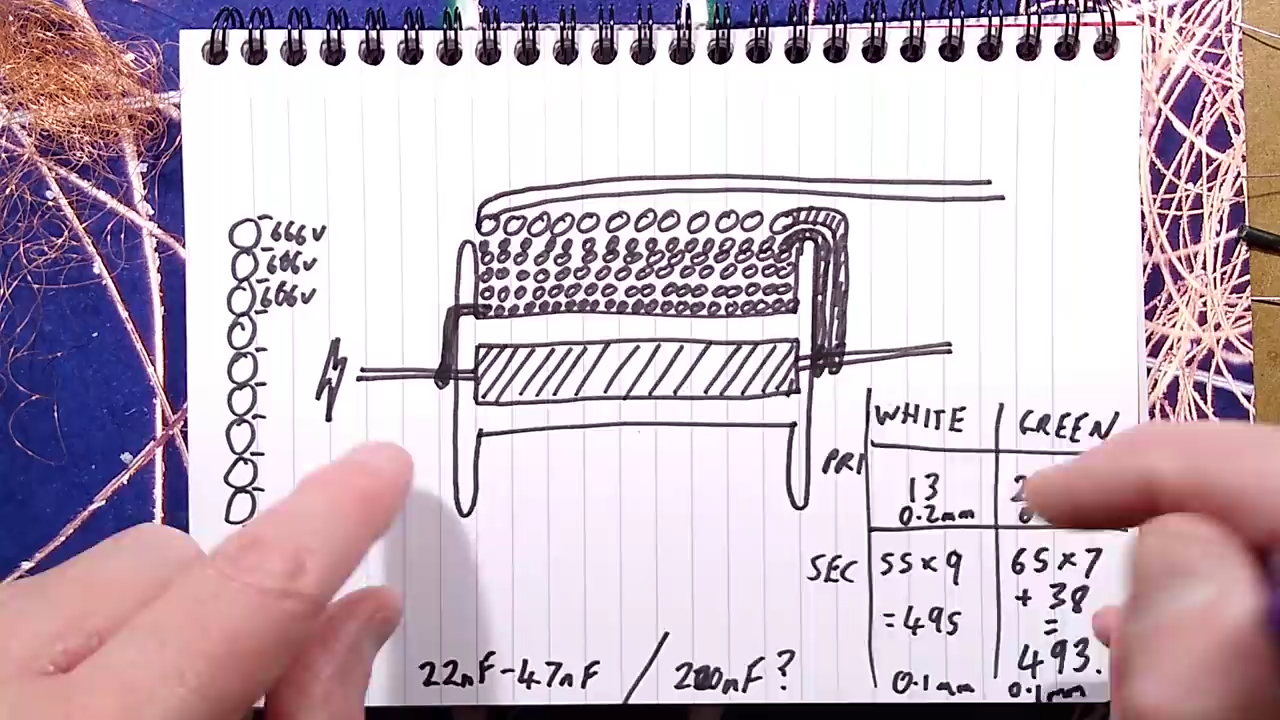 -666v
-666v
-666v
WHITE
GREEN
PRI
13
0.2mm
SEC
55×9
=495
0.1mm
65×7
+ 38
=
493.
0.1mm
22nF-47nF / 200nF?